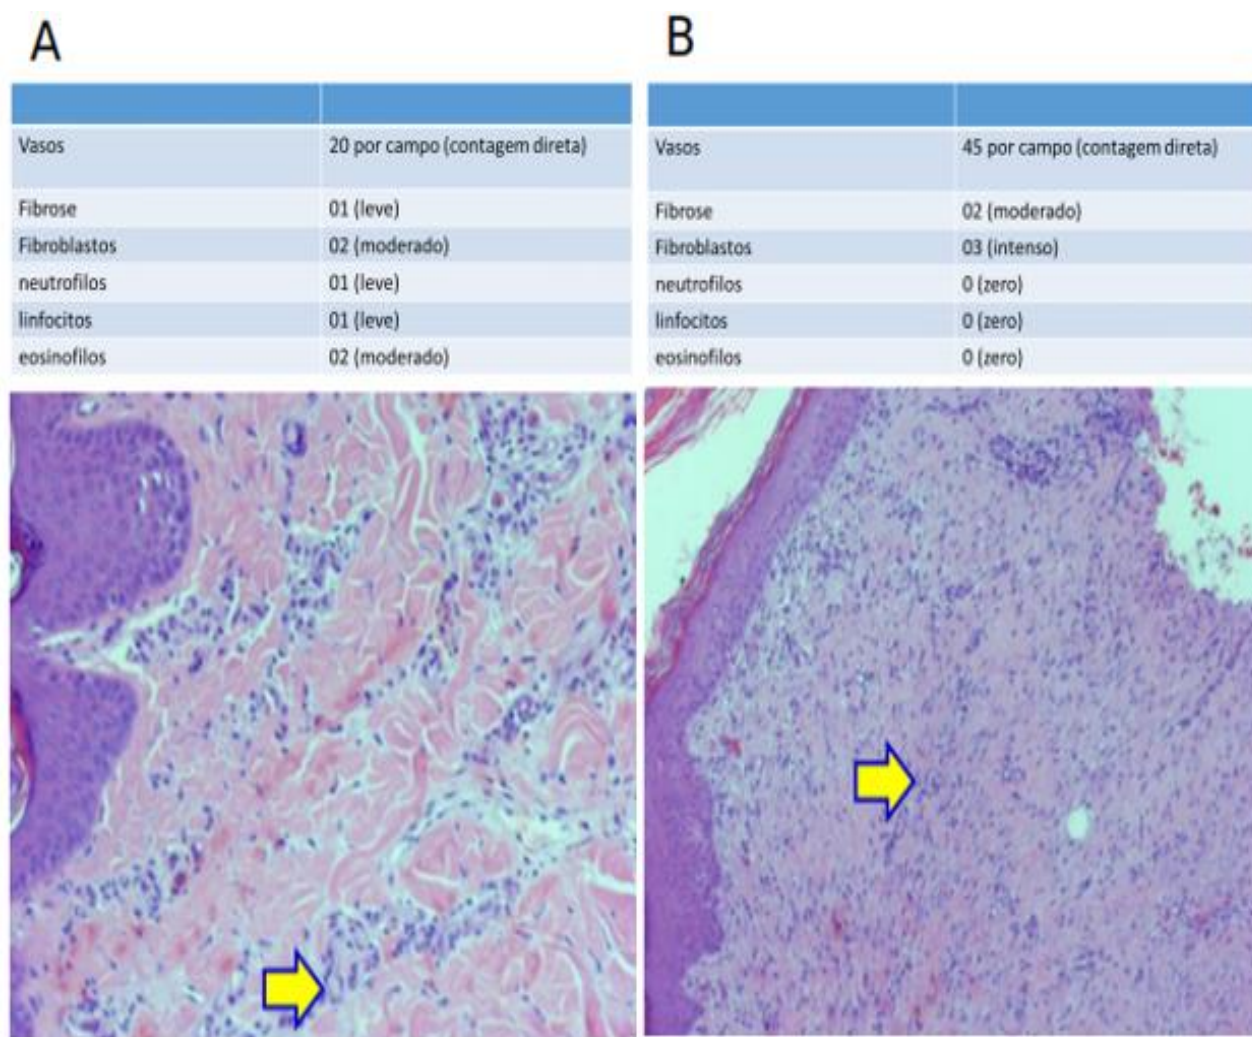 A
Vasos 20 por campo (contagem direta)
Fibrose 01 (leve)
Fibroblastos 02 (moderado)
neutrofilos 01 (leve)
linfocitos 01 (leve)
eosinofilos 02 (moderado)
B
Vasos 45 por campo (contagem direta)
Fibrose 02 (moderado)
Fibroblastos 03 (intenso)
neutrofilos 0 (zero)
linfocitos 0 (zero)
eosinofilos 0 (zero)